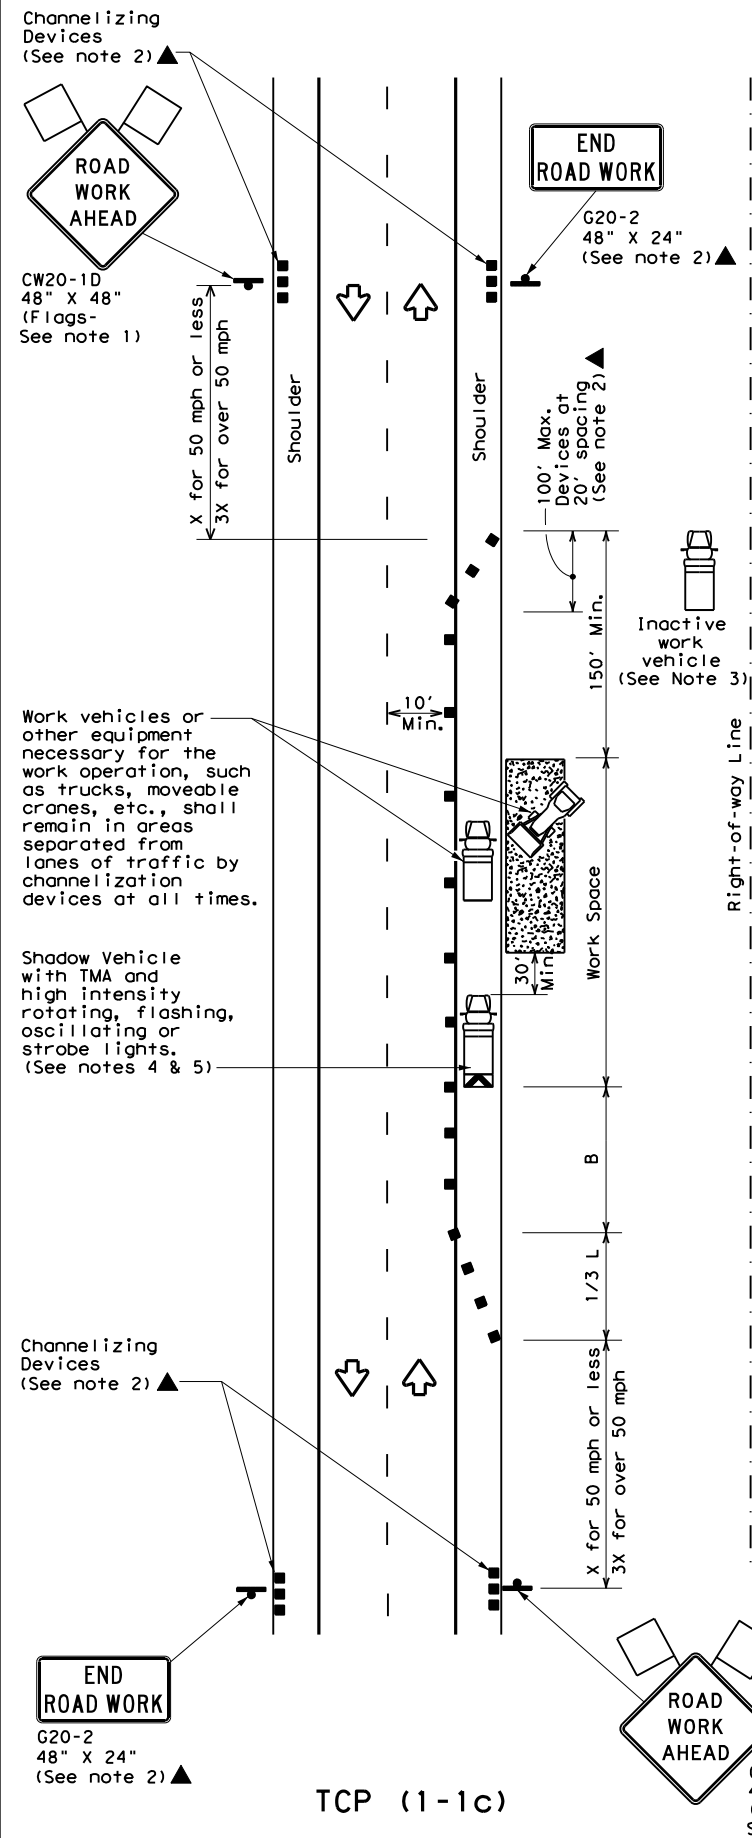 Channelizing
Devices
(See note 2)
ROAD
WORK
AHEAD
CW20-1D
48" X 48"
(Flags-
See note 1)
END
ROAD WORK
G20-2
48" X 24"
(See note 2)
X for 50 mph or less
3X for over 50 mph
Shoulder
Shoulder
100' Max.
Devices at
20' spacing
(See note 2)
150' Min.
Inactive
work
vehicle
(See Note 3)
10'
Min.
Work vehicles or
other equipment
necessary for the
work operation, such
as trucks, moveable
cranes, etc., shall
remain in areas
separated from
lanes of traffic by
channelization
devices at all times.
Right-of-way Line
Work Space
30'
Min.
Shadow Vehicle
with TMA and
high intensity
rotating, flashing,
oscillating or
strobe lights.
(See notes 4 & 5)
B
1/3 L
Channelizing
Devices
(See note 2)
X for 50 mph or less
3X for over 50 mph
END
ROAD WORK
G20-2
48" X 24"
(See note 2)
ROAD
WORK
AHEAD
TCP (1-1c)